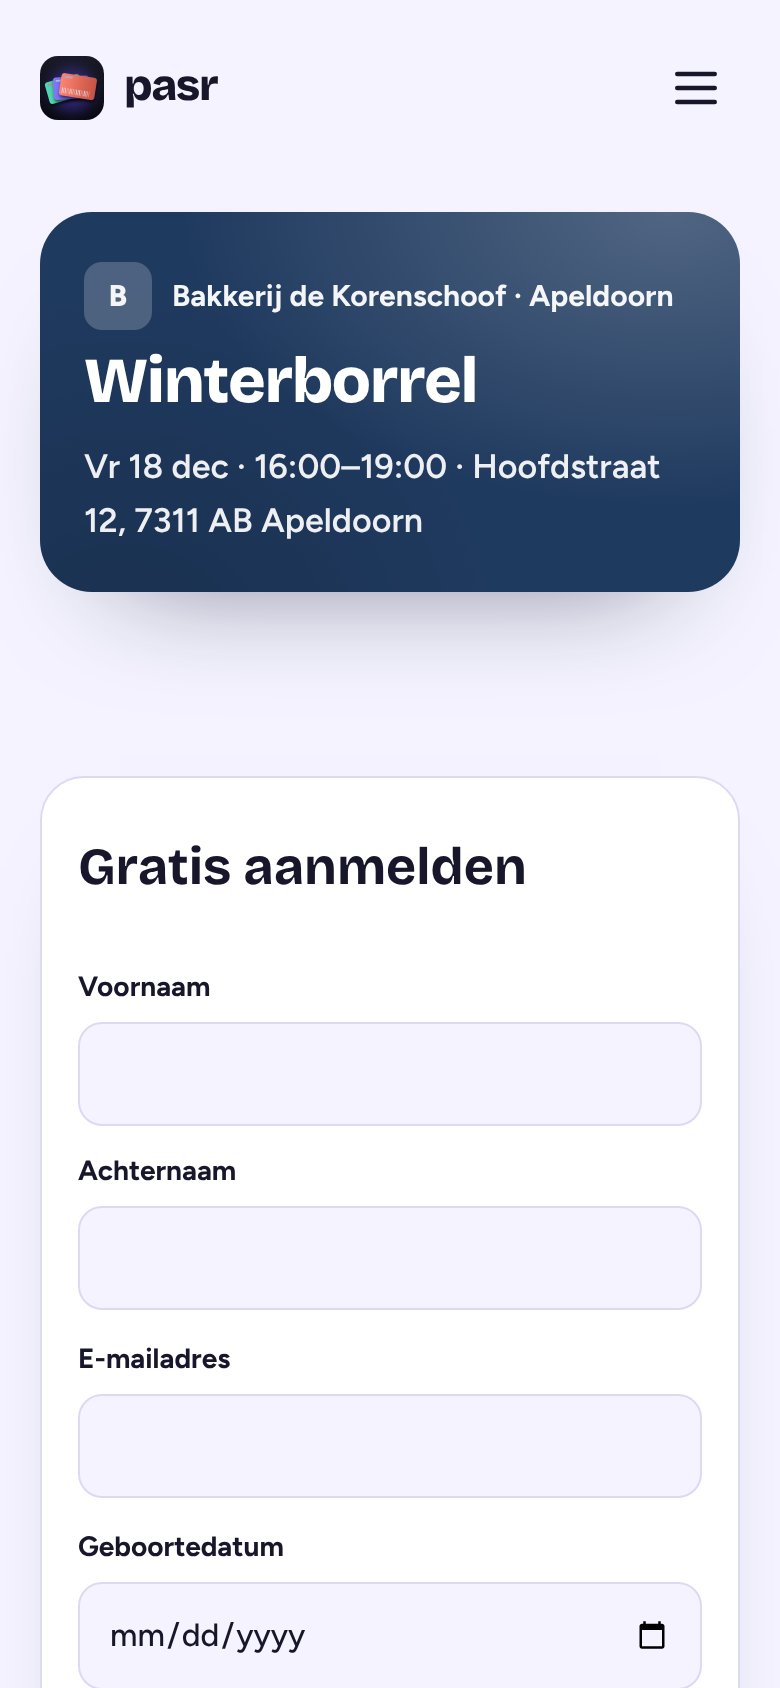 pasr
B
Bakkerij de Korenschoof · Apeldoorn
Winterborrel
Vr 18 dec · 16:00–19:00 · Hoofdstraat
12, 7311 AB Apeldoorn
Gratis aanmelden
Voornaam
Achternaam
E-mailadres
Geboortedatum
mm/dd/yyyy